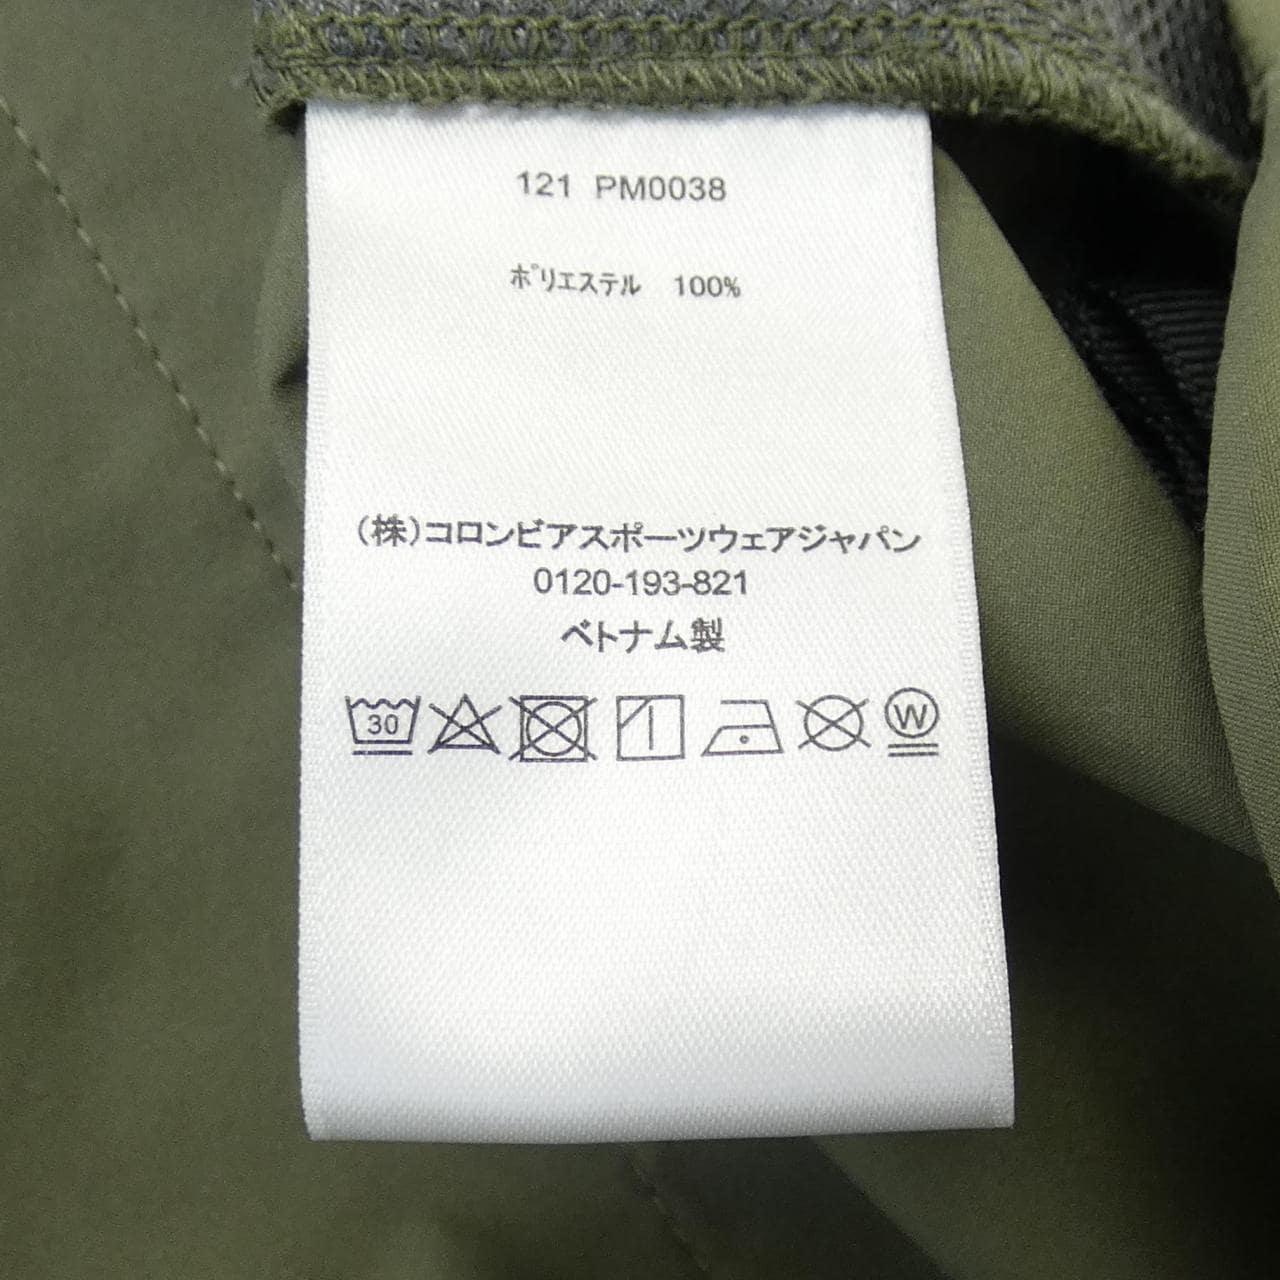 121 PM0038
ポリエステル 100%
(株)コロンビアスポーツウェアジャパン
0120-193-821
ベトナム製
30 W